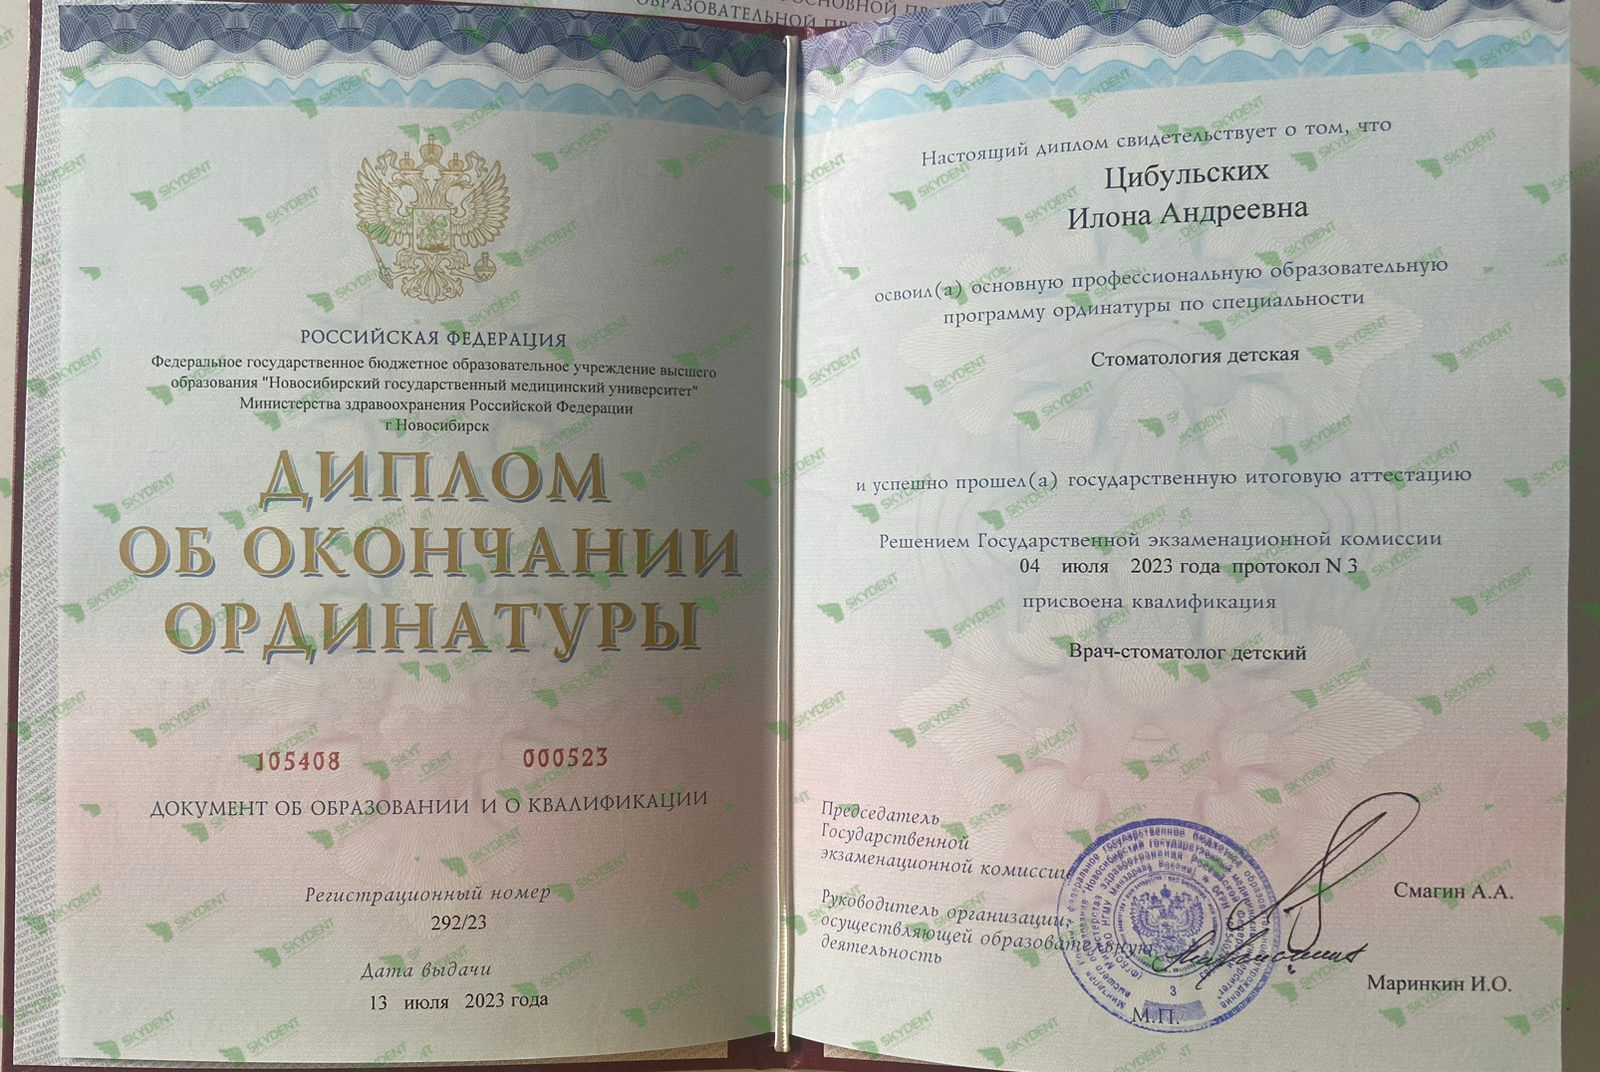 ОСНОВНОЙ
ОБРАЗОВАТЕЛЬНОЙ
РОССИЙСКАЯ ФЕДЕРАЦИЯ
Федеральное государственное бюджетное образовательное учреждение высшего
образования "Новосибирский государственный медицинский университет"
Министерства здравоохранения Российской Федерации
г Новосибирск
ДИПЛОМ
ОБ ОКОНЧАНИИ
ОРДИНАТУРЫ
105408 000523
ДОКУМЕНТ ОБ ОБРАЗОВАНИИ И О КВАЛИФИКАЦИИ
Регистрационный номер
292/23
Дата выдачи
13 июля 2023 года
Настоящий диплом свидетельствует о том, что
Цибульских
Илона Андреевна
освоил(а) основную профессиональную образовательную
программу ординатуры по специальности
Стоматология детская
и успешно прошел(а) государственную итоговую аттестацию
Решением Государственной экзаменационной комиссии
04 июля 2023 года протокол N 3
присвоена квалификация
Врач-стоматолог детский
Председатель
Государственной
экзаменационной комиссии
Смагин А.А.
Руководитель организации,
осуществляющей образовательную
деятельность
Маринкин И.О.
3
М.П.
SKYDENT